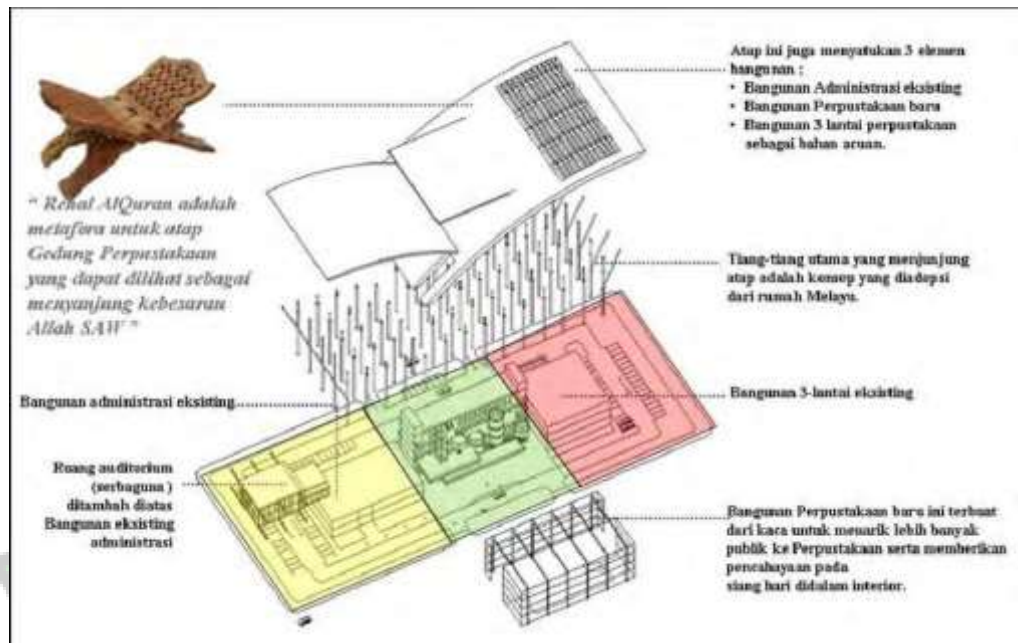 Atap ini juga menyatukan 3 elemen
bangunan :
• Bangunan Administrasi eksisting
• Bangunan Perpustakaan baru
• Bangunan 3 lantai perpustakaan
sebagai bahan acuan.
" Rehal AlQuran adalah
metafora untuk atap
Gedung Perpustakaan
yang dapat dilihat sebagai
menyanjung kebesaran
Allah SAW "
Tiang-tiang utama yang menjunjung
atap adalah konsep yang diadopsi
dari rumah Melayu.
Bangunan administrasi eksisting
Bangunan 3-lantai eksisting
Ruang auditorium
(serbaguna )
ditambah diatas
Bangunan eksisting
administrasi
Bangunan Perpustakaan baru ini terbuat
dari kaca untuk menarik lebih banyak
publik ke Perpustakaan serta memberikan
pencahayaan pada
siang hari didalam interior.